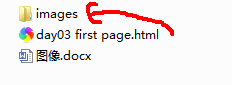 images
day03 first page.html
图像.docx